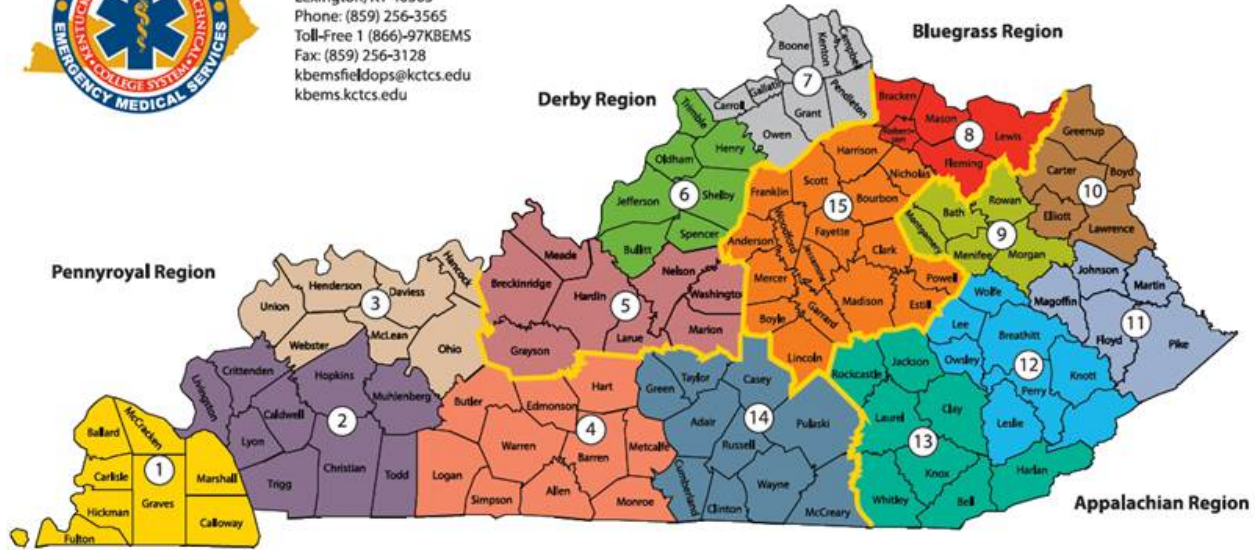 KENTUCKY
TECHNICAL
COLLEGE SYSTEM
EMERGENCY MEDICAL SERVICES
Phone: (859) 256-3565
Toll-Free 1 (866)-97KBEMS
Fax: (859) 256-3128
kbemsfieldops@kctcs.edu
kbems.kctcs.edu
Bluegrass Region
Derby Region
Pennyroyal Region
Appalachian Region
Boone
Kenton
Campbell
Gallatin
7
Carroll
Grant
Pendleton
Owen
Bracken
Mason
8
Lewis
Fleming
Trimble
Henry
Oldham
6
Shelby
Jefferson
Spencer
Bullitt
Harrison
Nicholas
Scott
Franklin
15
Bourbon
Woodford
Fayette
Anderson
Jessamine
Clark
Mercer
Powell
Madison
Estill
Garrard
Boyle
Lincoln
Greenup
Carter
Boyd
10
Elliott
Lawrence
Rowan
Bath
Montgomery
9
Menifee
Morgan
Meade
Breckinridge
Hardin
Nelson
5
Washingto
Marion
Larue
Grayson
Hancock
Henderson
Daviess
Union
3
McLean
Webster
Ohio
Johnson
Martin
Magoffin
11
Floyd
Pike
Wolfe
Lee
Breathitt
Owsley
12
Knott
Perry
Leslie
Crittenden
Livingston
Hopkins
Muhlenberg
Caldwell
2
Lyon
Christian
Todd
Trigg
Butler
Hart
Edmonson
4
Warren
Metcalfe
Barren
Logan
Allen
Simpson
Monroe
Green
Taylor
Casey
14
Adair
Pulaski
Russell
Wayne
Cumberland
Clinton
McCreary
Rockcastle
Jackson
Laurel
Clay
13
Knox
Harlan
Whitley
Bell
Ballard
McCracken
1
Carlisle
Marshall
Graves
Hickman
Calloway
Fulton